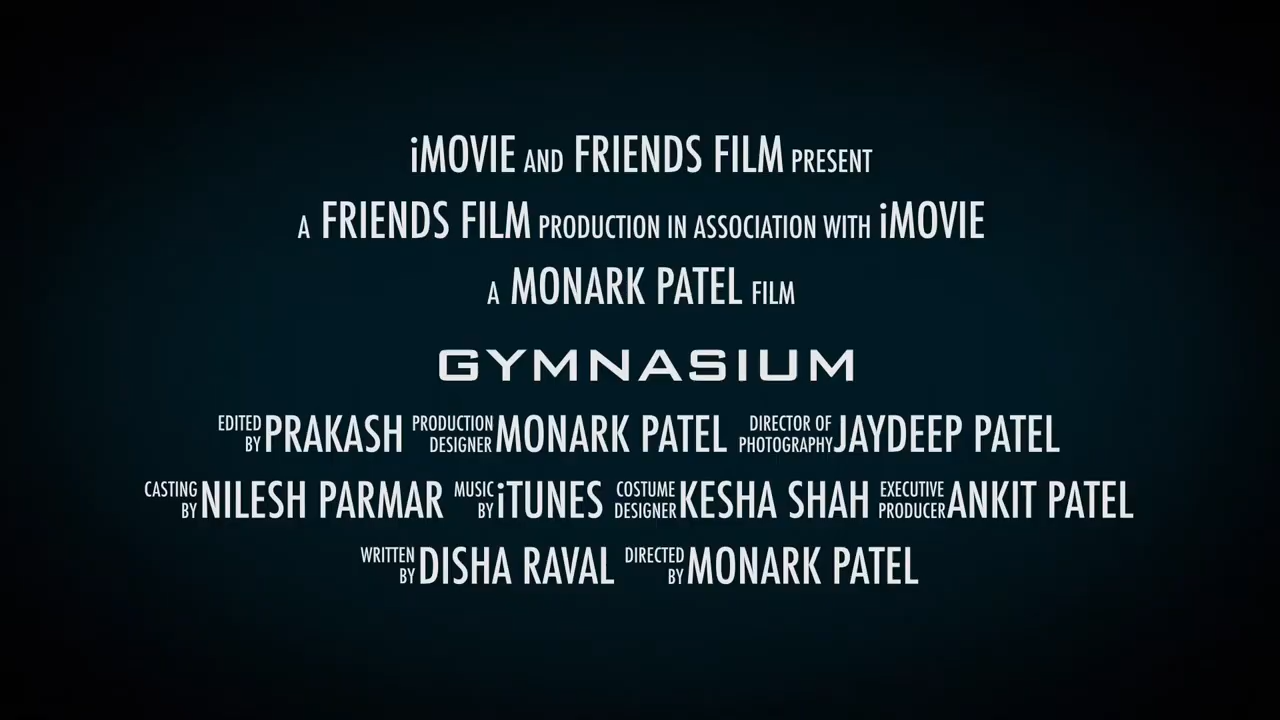 iMOVIE AND FRIENDS FILM PRESENT
A FRIENDS FILM PRODUCTION IN ASSOCIATION WITH iMOVIE
A MONARK PATEL FILM
GYMNASIUM
EDITED BY PRAKASH PRODUCTION DESIGNER MONARK PATEL DIRECTOR OF PHOTOGRAPHY JAYDEEP PATEL
CASTING BY NILESH PARMAR MUSIC BY iTUNES COSTUME DESIGNER KESHA SHAH EXECUTIVE PRODUCER ANKIT PATEL
WRITTEN BY DISHA RAVAL DIRECTED BY MONARK PATEL